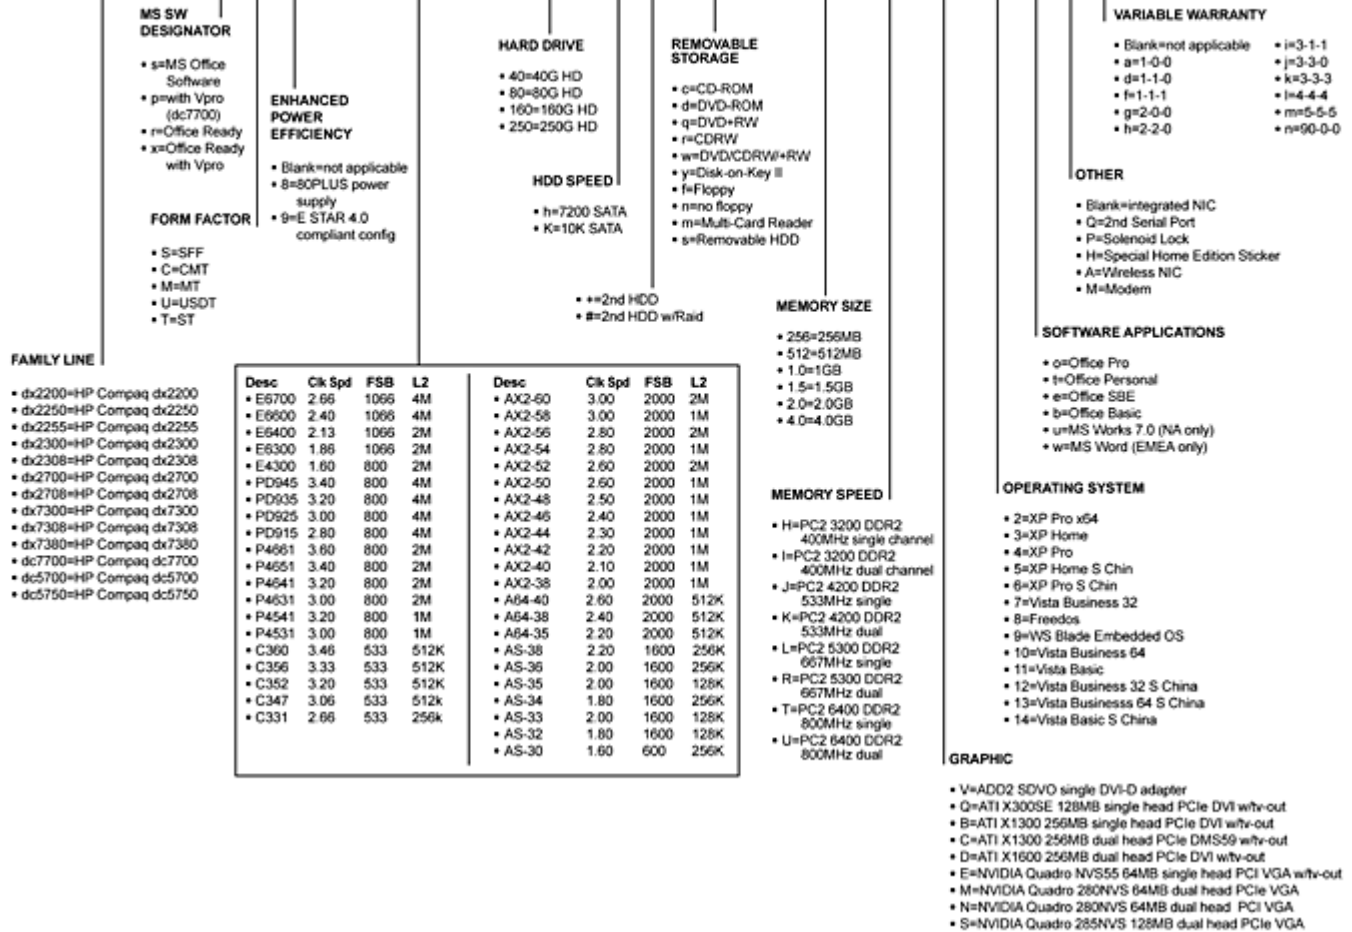 MS SW
DESIGNATOR
• s=MS Office
Software
• p=with Vpro
(dc7700)
• r=Office Ready
• x=Office Ready
with Vpro
ENHANCED
POWER
EFFICIENCY
• Blank=not applicable
• 8=80PLUS power
supply
• 9=E STAR 4.0
compliant config
FORM FACTOR
• S=SFF
• C=CMT
• M=MT
• U=USDT
• T=ST
HARD DRIVE
• 40=40G HD
• 80=80G HD
• 160=160G HD
• 250=250G HD
HDD SPEED
• h=7200 SATA
• K=10K SATA
• +=2nd HDD
• #=2nd HDD w/Raid
REMOVABLE
STORAGE
• c=CD-ROM
• d=DVD-ROM
• q=DVD+RW
• r=CDRW
• w=DVD/CDRW/+RW
• y=Disk-on-Key II
• f=Floppy
• n=no floppy
• m=Multi-Card Reader
• s=Removable HDD
VARIABLE WARRANTY
• Blank=not applicable
• a=1-0-0
• d=1-1-0
• f=1-1-1
• g=2-0-0
• h=2-2-0
• i=3-1-1
• j=3-3-0
• k=3-3-3
• l=4-4-4
• m=5-5-5
• n=90-0-0
OTHER
• Blank=integrated NIC
• Q=2nd Serial Port
• P=Solenoid Lock
• H=Special Home Edition Sticker
• A=Wireless NIC
• M=Modem
MEMORY SIZE
• 256=256MB
• 512=512MB
• 1.0=1GB
• 1.5=1.5GB
• 2.0=2.0GB
• 4.0=4.0GB
SOFTWARE APPLICATIONS
• o=Office Pro
• t=Office Personal
• e=Office SBE
• b=Office Basic
• u=MS Works 7.0 (NA only)
• w=MS Word (EMEA only)
FAMILY LINE
• dx2200=HP Compaq dx2200
• dx2250=HP Compaq dx2250
• dx2255=HP Compaq dx2255
• dx2300=HP Compaq dx2300
• dx2308=HP Compaq dx2308
• dx2700=HP Compaq dx2700
• dx2708=HP Compaq dx2708
• dx7300=HP Compaq dx7300
• dx7308=HP Compaq dx7308
• dx7380=HP Compaq dx7380
• dc7700=HP Compaq dc7700
• dc5700=HP Compaq dc5700
• dc5750=HP Compaq dc5750
Desc Clk Spd FSB L2
• E6700 2.66 1066 4M
• E6600 2.40 1066 4M
• E6400 2.13 1066 2M
• E6300 1.86 1066 2M
• E4300 1.60 800 2M
• PD945 3.40 800 4M
• PD935 3.20 800 4M
• PD925 3.00 800 4M
• PD915 2.80 800 4M
• P4661 3.60 800 2M
• P4651 3.40 800 2M
• P4641 3.20 800 2M
• P4631 3.00 800 2M
• P4541 3.20 800 1M
• P4531 3.00 800 1M
• C360 3.46 533 512K
• C356 3.33 533 512K
• C352 3.20 533 512K
• C347 3.06 533 512k
• C331 2.66 533 256k
Desc Clk Spd FSB L2
• AX2-60 3.00 2000 2M
• AX2-58 3.00 2000 1M
• AX2-56 2.80 2000 2M
• AX2-54 2.80 2000 1M
• AX2-52 2.60 2000 2M
• AX2-50 2.60 2000 1M
• AX2-48 2.50 2000 1M
• AX2-46 2.40 2000 1M
• AX2-44 2.30 2000 1M
• AX2-42 2.20 2000 1M
• AX2-40 2.10 2000 1M
• AX2-38 2.00 2000 1M
• A64-40 2.60 2000 512K
• A64-38 2.40 2000 512K
• A64-35 2.20 2000 512K
• AS-38 2.20 1600 256K
• AS-36 2.00 1600 256K
• AS-35 2.00 1600 128K
• AS-34 1.80 1600 256K
• AS-33 2.00 1600 128K
• AS-32 1.80 1600 128K
• AS-30 1.60 600 256K
MEMORY SPEED
• H=PC2 3200 DDR2
400MHz single channel
• I=PC2 3200 DDR2
400MHz dual channel
• J=PC2 4200 DDR2
533MHz single
• K=PC2 4200 DDR2
533MHz dual
• L=PC2 5300 DDR2
667MHz single
• R=PC2 5300 DDR2
667MHz dual
• T=PC2 6400 DDR2
800MHz single
• U=PC2 6400 DDR2
800MHz dual
OPERATING SYSTEM
• 2=XP Pro x64
• 3=XP Home
• 4=XP Pro
• 5=XP Home S Chin
• 6=XP Pro S Chin
• 7=Vista Business 32
• 8=Freedos
• 9=WS Blade Embedded OS
• 10=Vista Business 64
• 11=Vista Basic
• 12=Vista Business 32 S China
• 13=Vista Businesss 64 S China
• 14=Vista Basic S China
GRAPHIC
• V=ADD2 SDVO single DVI-D adapter
• Q=ATI X300SE 128MB single head PCIe DVI w/tv-out
• B=ATI X1300 256MB single head PCIe DVI w/tv-out
• C=ATI X1300 256MB dual head PCIe DMS59 w/tv-out
• D=ATI X1600 256MB dual head PCIe DVI w/tv-out
• E=NVIDIA Quadro NVS55 64MB single head PCI VGA w/tv-out
• M=NVIDIA Quadro 280NVS 64MB dual head PCIe VGA
• N=NVIDIA Quadro 280NVS 64MB dual head PCI VGA
• S=NVIDIA Quadro 285NVS 128MB dual head PCIe VGA